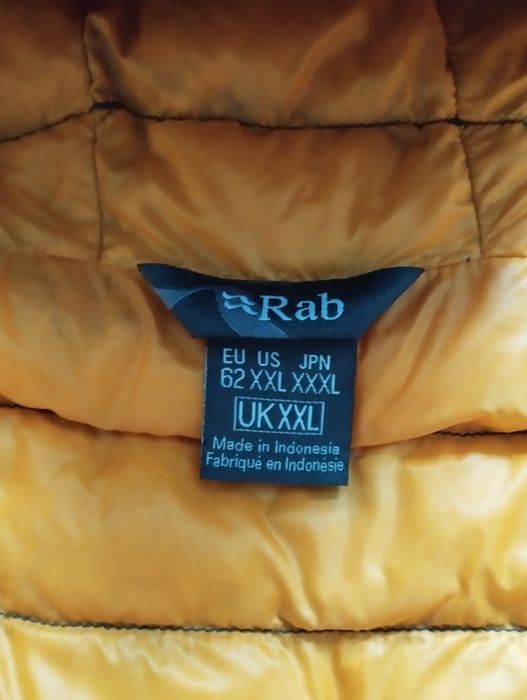 Rab
EU US JPN
62 XXL XXXL
UK XXL
Made in Indonesia
Fabriqué en Indonésie